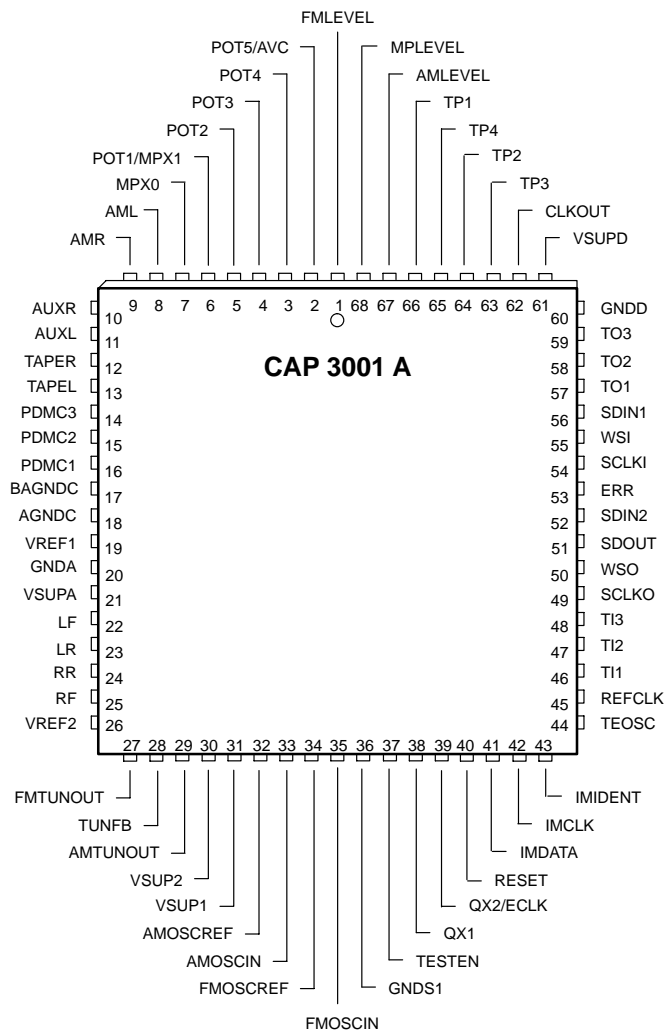 FMLEVEL
POT5/AVC MPLEVEL
POT4 AMLEVEL
POT3 TP1
POT2 TP4
POT1/MPX1 TP2
MPX0 TP3
AML CLKOUT
AMR VSUPD
9 8 7 6 5 4 3 2 1 68 67 66 65 64 63 62 61
AUXR 10 60 GNDD
AUXL 11 59 TO3
TAPER 12 58 TO2
TAPEL 13 57 TO1
PDMC3 14 56 SDIN1
PDMC2 15 55 WSI
PDMC1 16 54 SCLKI
BAGNDC 17 53 ERR
AGNDC 18 52 SDIN2
VREF1 19 51 SDOUT
GNDA 20 50 WSO
VSUPA 21 49 SCLKO
LF 22 48 TI3
LR 23 47 TI2
RR 24 46 TI1
RF 25 45 REFCLK
VREF2 26 44 TEOSC
CAP 3001 A
27 28 29 30 31 32 33 34 35 36 37 38 39 40 41 42 43
FMTUNOUT IMIDENT
TUNFB IMCLK
AMTUNOUT IMDATA
VSUP2 RESET
VSUP1 QX2/ECLK
AMOSCREF QX1
AMOSCIN TESTEN
FMOSCREF GNDS1
FMOSCIN